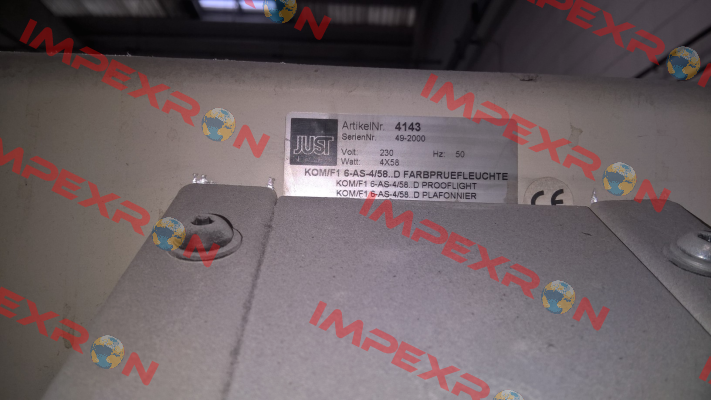 JUST
ArtikelNr. 4143
SerienNr. 49-2000
Volt: 230 Hz: 50
Watt: 4X58
KOM/F1 6-AS-4/58..D FARBPRUEFLEUCHTE
KOM/F1 6-AS-4/58..D PROOFLIGHT
KOM/F1 6-AS-4/58..D PLAFONNIER
CE
IMPEXRON
IMPEXRON
IMPEXRON
IMPEXRON
IMPEXRON
IMPEXRON
IMPEXRON